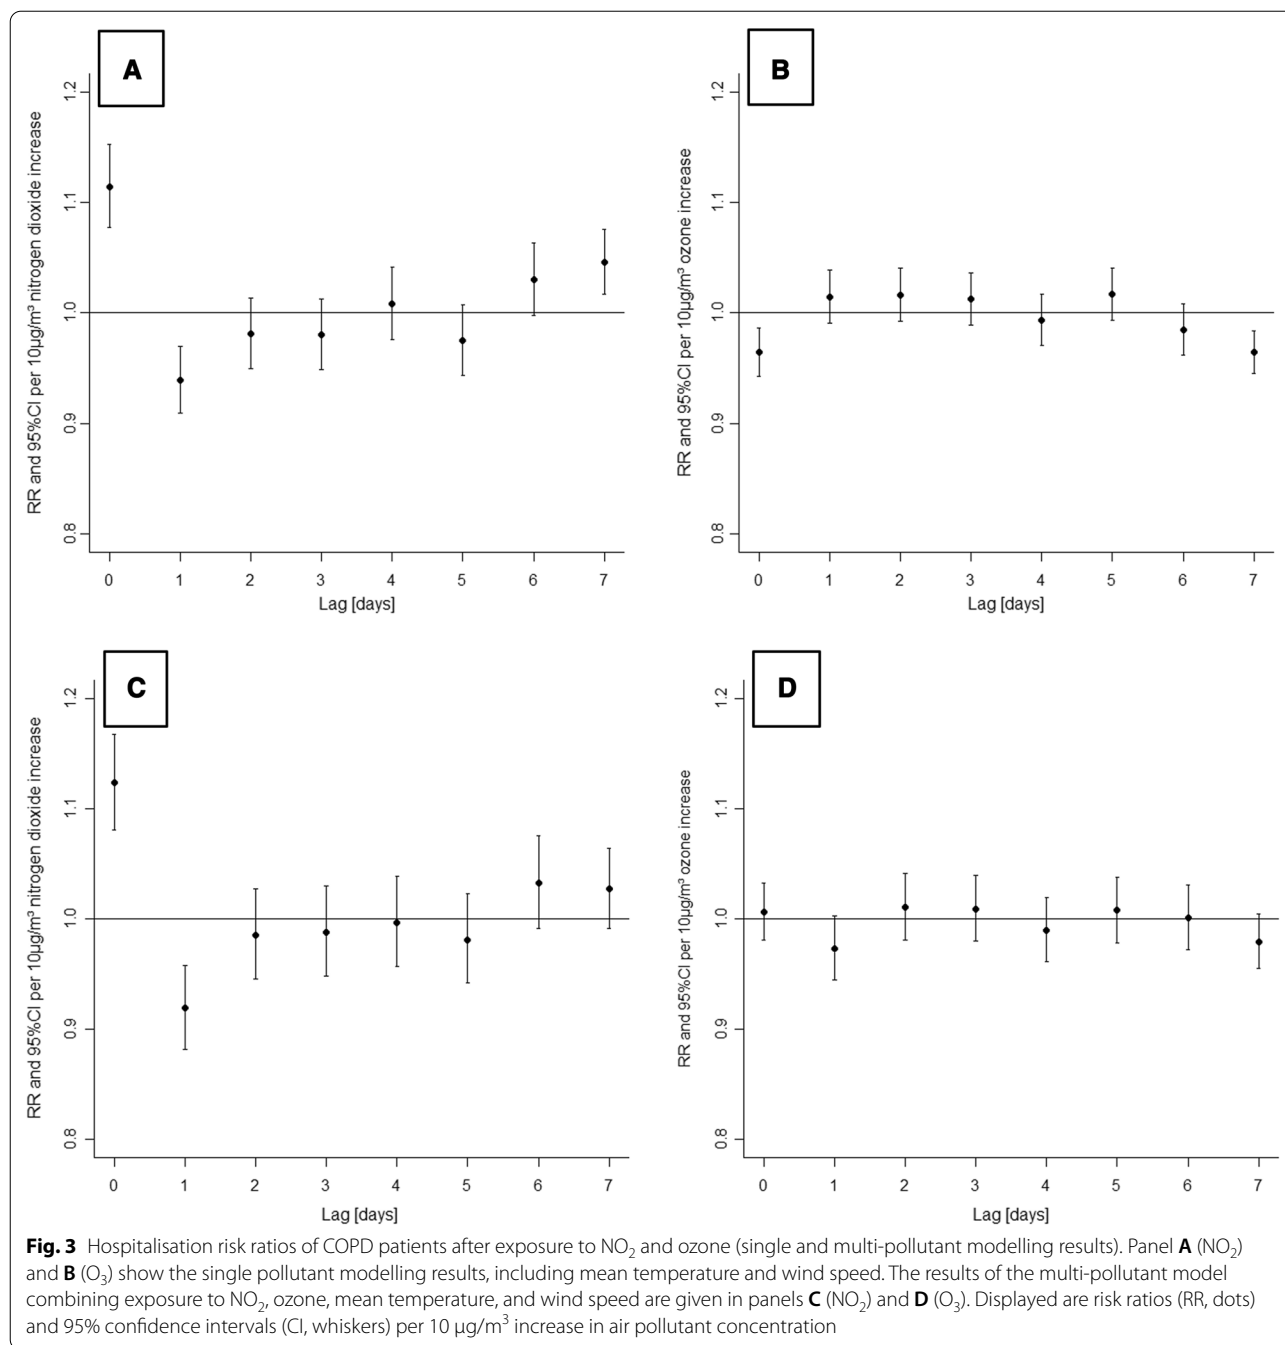 A
RR and 95%CI per 10µg/m³ nitrogen dioxide increase
1.2
1.1
1.0
0.9
0.8
0 1 2 3 4 5 6 7
Lag [days]
B
RR and 95%CI per 10µg/m³ ozone increase
1.2
1.1
1.0
0.9
0.8
0 1 2 3 4 5 6 7
Lag [days]
C
RR and 95%CI per 10µg/m³ nitrogen dioxide increase
1.2
1.1
1.0
0.9
0.8
0 1 2 3 4 5 6 7
Lag [days]
D
RR and 95%CI per 10µg/m³ ozone increase
1.2
1.1
1.0
0.9
0.8
0 1 2 3 4 5 6 7
Lag [days]
Fig. 3 Hospitalisation risk ratios of COPD patients after exposure to NO₂ and ozone (single and multi-pollutant modelling results). Panel A (NO₂)
and B (O₃) show the single pollutant modelling results, including mean temperature and wind speed. The results of the multi-pollutant model
combining exposure to NO₂, ozone, mean temperature, and wind speed are given in panels C (NO₂) and D (O₃). Displayed are risk ratios (RR, dots)
and 95% confidence intervals (CI, whiskers) per 10 µg/m³ increase in air pollutant concentration